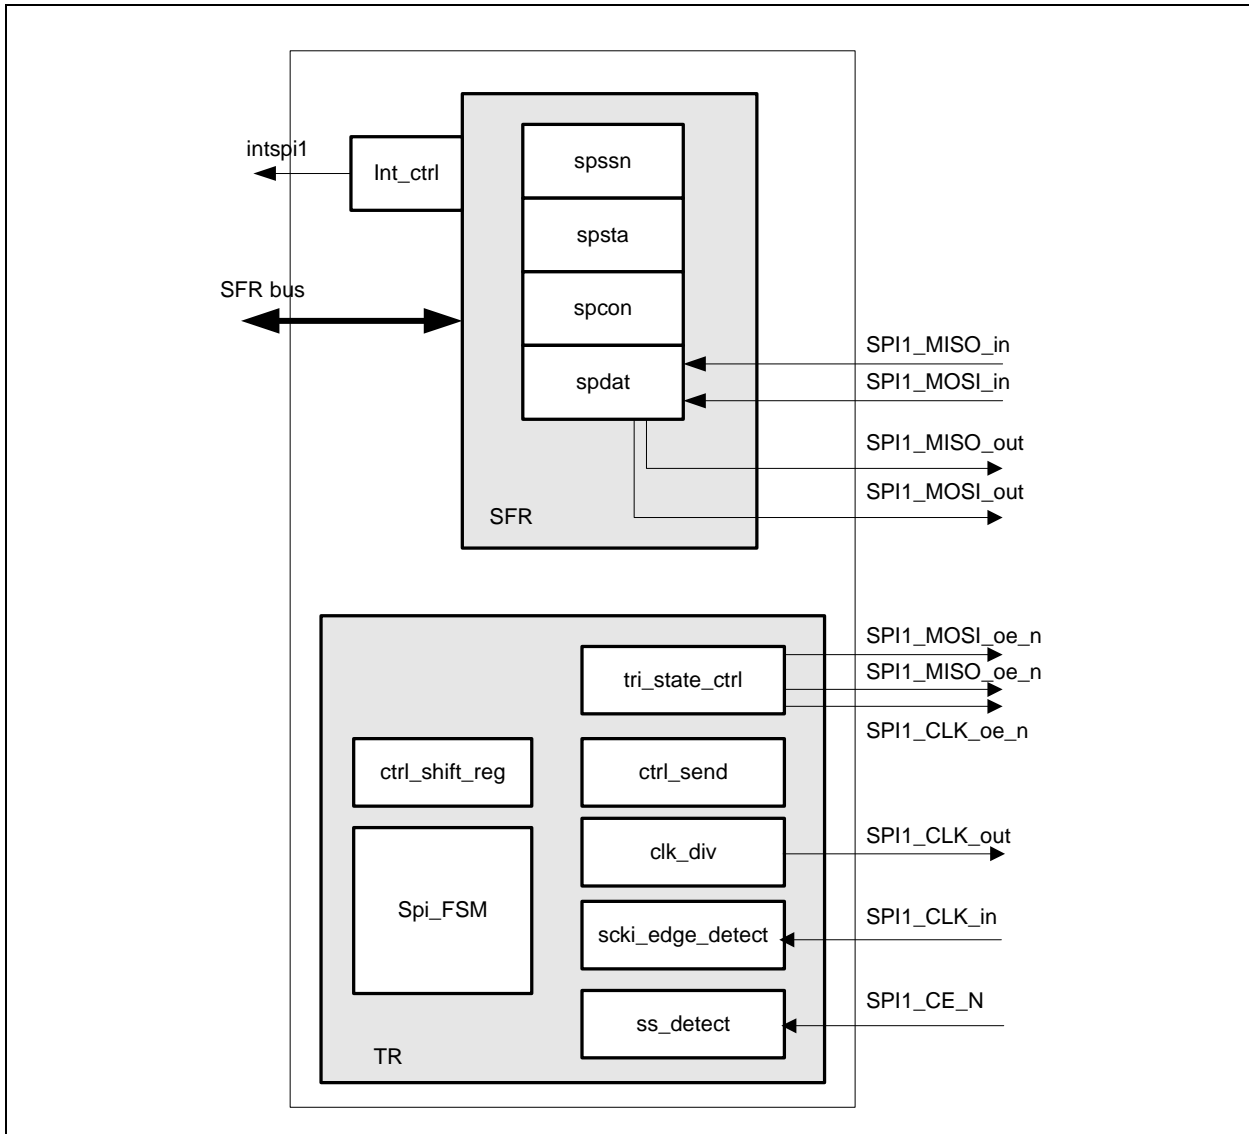 intspi1
Int_ctrl
spssn
spsta
SFR bus
spcon
spdat
SPI1_MISO_in
SPI1_MOSI_in
SPI1_MISO_out
SPI1_MOSI_out
SFR
SPI1_MOSI_oe_n
tri_state_ctrl
SPI1_MISO_oe_n
SPI1_CLK_oe_n
ctrl_shift_reg
ctrl_send
clk_div
SPI1_CLK_out
Spi_FSM
scki_edge_detect
SPI1_CLK_in
ss_detect
SPI1_CE_N
TR